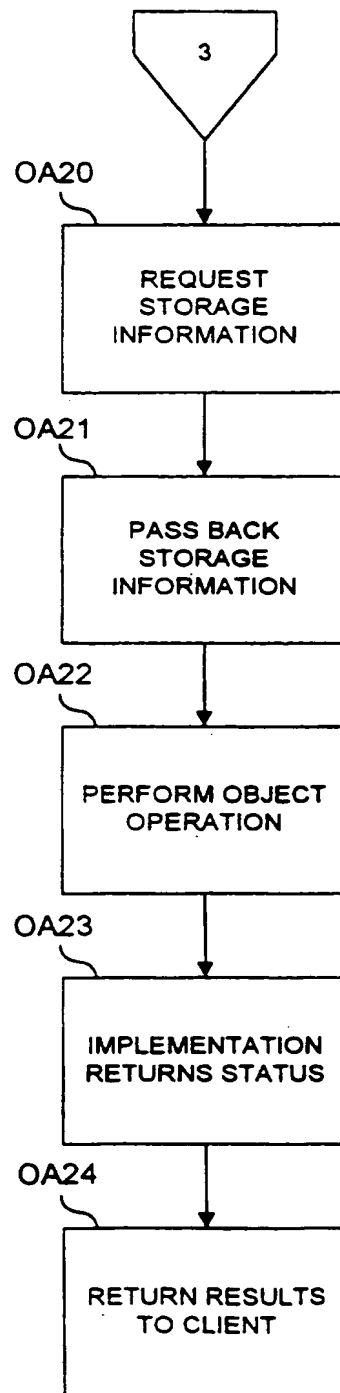 3
OA20
REQUEST
STORAGE
INFORMATION
OA21
PASS BACK
STORAGE
INFORMATION
OA22
PERFORM OBJECT
OPERATION
OA23
IMPLEMENTATION
RETURNS STATUS
OA24
RETURN RESULTS
TO CLIENT